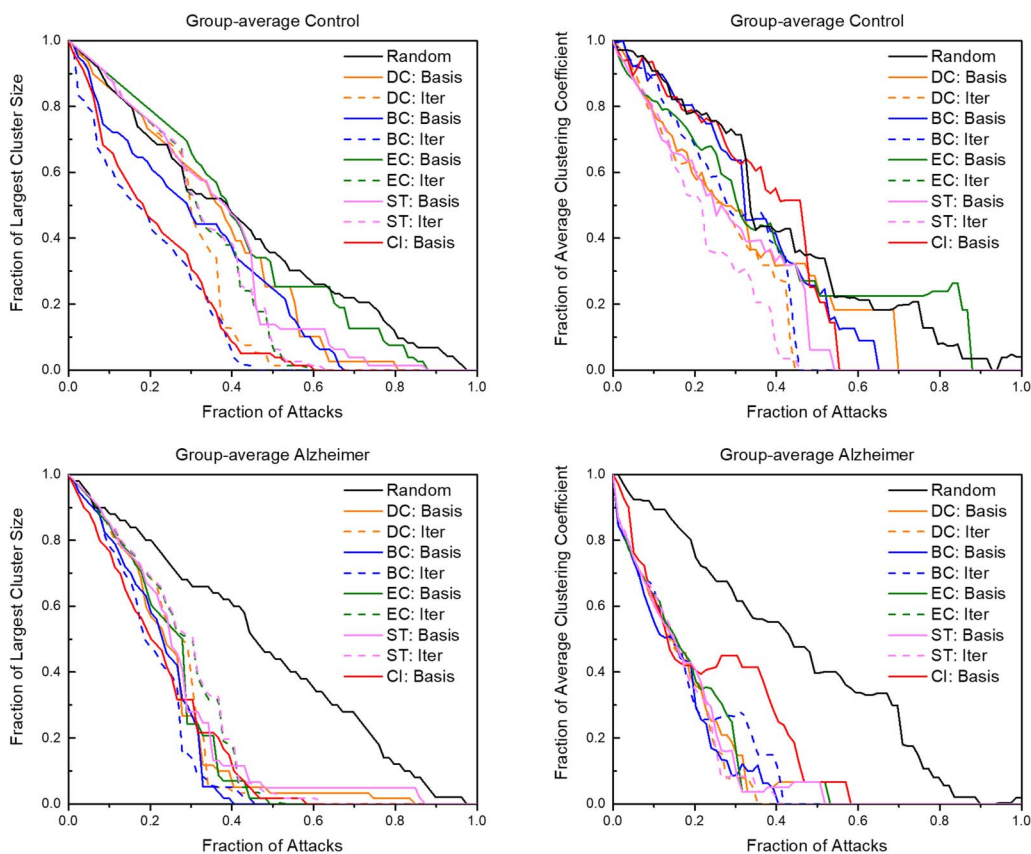 Group-average Control
Fraction of Largest Cluster Size
1.0
0.8
0.6
0.4
0.2
0.0
0.0 0.2 0.4 0.6 0.8 1.0
Fraction of Attacks
Random
DC: Basis
DC: Iter
BC: Basis
BC: Iter
EC: Basis
EC: Iter
ST: Basis
ST: Iter
CI: Basis
Group-average Control
Fraction of Average Clustering Coefficient
1.0
0.8
0.6
0.4
0.2
0.0
0.0 0.2 0.4 0.6 0.8 1.0
Fraction of Attacks
Random
DC: Basis
DC: Iter
BC: Basis
BC: Iter
EC: Basis
EC: Iter
ST: Basis
ST: Iter
CI: Basis
Group-average Alzheimer
Fraction of Largest Cluster Size
1.0
0.8
0.6
0.4
0.2
0.0
0.0 0.2 0.4 0.6 0.8 1.0
Fraction of Attacks
Random
DC: Basis
DC: Iter
BC: Basis
BC: Iter
EC: Basis
EC: Iter
ST: Basis
ST: Iter
CI: Basis
Group-average Alzheimer
Fraction of Average Clustering Coefficient
1.0
0.8
0.6
0.4
0.2
0.0
0.0 0.2 0.4 0.6 0.8 1.0
Fraction of Attacks
Random
DC: Basis
DC: Iter
BC: Basis
BC: Iter
EC: Basis
EC: Iter
ST: Basis
ST: Iter
CI: Basis